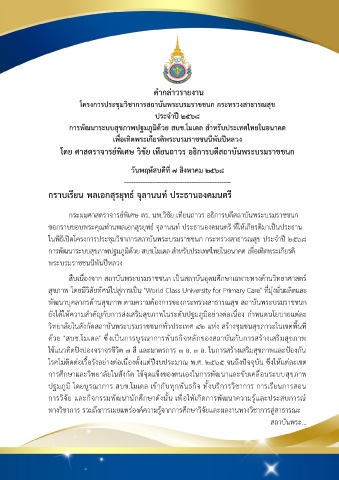 คำกล่าวรายงาน
โครงการประชุมวิชาการสถาบันพระบรมราชชนก กระทรวงสาธารณสุข
ประจำปี ๒๕๖๘
การพัฒนาระบบสุขภาพปฐมภูมิด้วย สบช.โมเดล สำหรับประเทศไทยในอนาคต
เพื่อเทิดพระเกียรติพระบรมราชชนนีพันปีหลวง
โดย ศาสตราจารย์พิเศษ วิชัย เทียนถาวร อธิการบดีสถาบันพระบรมราชชนก
วันพฤหัสบดีที่ ๗ สิงหาคม ๒๕๖๘
กราบเรียน พลเอกสุรยุทธ์ จุลานนท์ ประธานองคมนตรี
กระผมศาสตราจารย์พิเศษ ดร. นพ.วิชัย เทียนถาวร อธิการบดีสถาบันพระบรมราชชนก
ขอกราบขอบพระคุณท่านพลเอกสุรยุทธ์ จุลานนท์ ประธานองคมนตรี ที่ให้เกียรติมาเป็นประธาน
ในพิธีเปิดโครงการประชุมวิชาการสถาบันพระบรมราชชนก กระทรวงสาธารณสุข ประจำปี ๒๕๖๘
การพัฒนาระบบสุขภาพปฐมภูมิด้วย สบช.โมเดล สำหรับประเทศไทยในอนาคต เพื่อเทิดพระเกียรติ
พระบรมราชชนนีพันปีหลวง
สืบเนื่องจาก สถาบันพระบรมราชชนก เป็นสถาบันอุดมศึกษาเฉพาะทางด้านวิทยาศาสตร์
สุขภาพ โดยมีวิสัยทัศน์ไปสู่การเป็น "World Class University for Primary Care" ที่มุ่งมั่นผลิตและ
พัฒนาบุคลากรด้านสุขภาพ ตามความต้องการของกระทรวงสาธารณสุข สถาบันพระบรมราชชนก
ยังได้ให้ความสำคัญกับการส่งเสริมสุขภาพในระดับปฐมภูมิอย่างต่อเนื่อง กำหนดนโยบายแต่ละ
วิทยาลัยในสังกัดสถาบันพระบรมราชชนกทั่วประเทศ สร้างสุขมชนสุขภาวะในเขตพื้นที่
ด้วย "สบช.โมเดล" ซึ่งเป็นการบูรณาการพันธกิจหลักของสถาบันกับการสร้างเสริมสุขภาพ
ใช้แนวคิดปิงปองจราจรชีวิต ๗ สี และมาตรการ ๓ อ. ๓ ล. ในการสร้างเสริมสุขภาพและป้องกัน
โรคไม่ติดต่อเรื้อรังอย่างต่อเนื่องตั้งแต่ปีงบประมาณ พ.ศ. ๒๕๖๕ จนถึงปัจจุบัน ซึ่งให้แต่ละเขต
การศึกษาและวิทยาลัยในสังกัด ใช้จุดแข็งของตนเองในการพัฒนาและขับเคลื่อนระบบสุขภาพ
ปฐมภูมิ โดยบูรณาการ สบช.โมเดล เข้ากับทุกพันธกิจ ทั้งบริการวิชาการ การเรียนการสอน
การวิจัย และกิจกรรมพัฒนานักศึกษาดังนั้น เพื่อให้เกิดการพัฒนาความรู้และประสบการณ์
ทางวิชาการ รวมถึงการเผยแพร่องค์ความรู้จากการศึกษาวิจัยและผลงานทางวิชาการสู่สาธารณะ
สถาบันพระ...